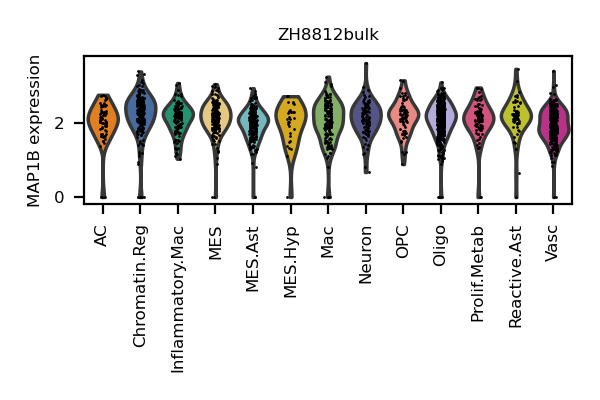 ZH8812bulk
MAP1B expression
2
0
AC
Chromatin.Reg
Inflammatory.Mac
MES
MES.Ast
MES.Hyp
Mac
Neuron
OPC
Oligo
Prolif.Metab
Reactive.Ast
Vasc